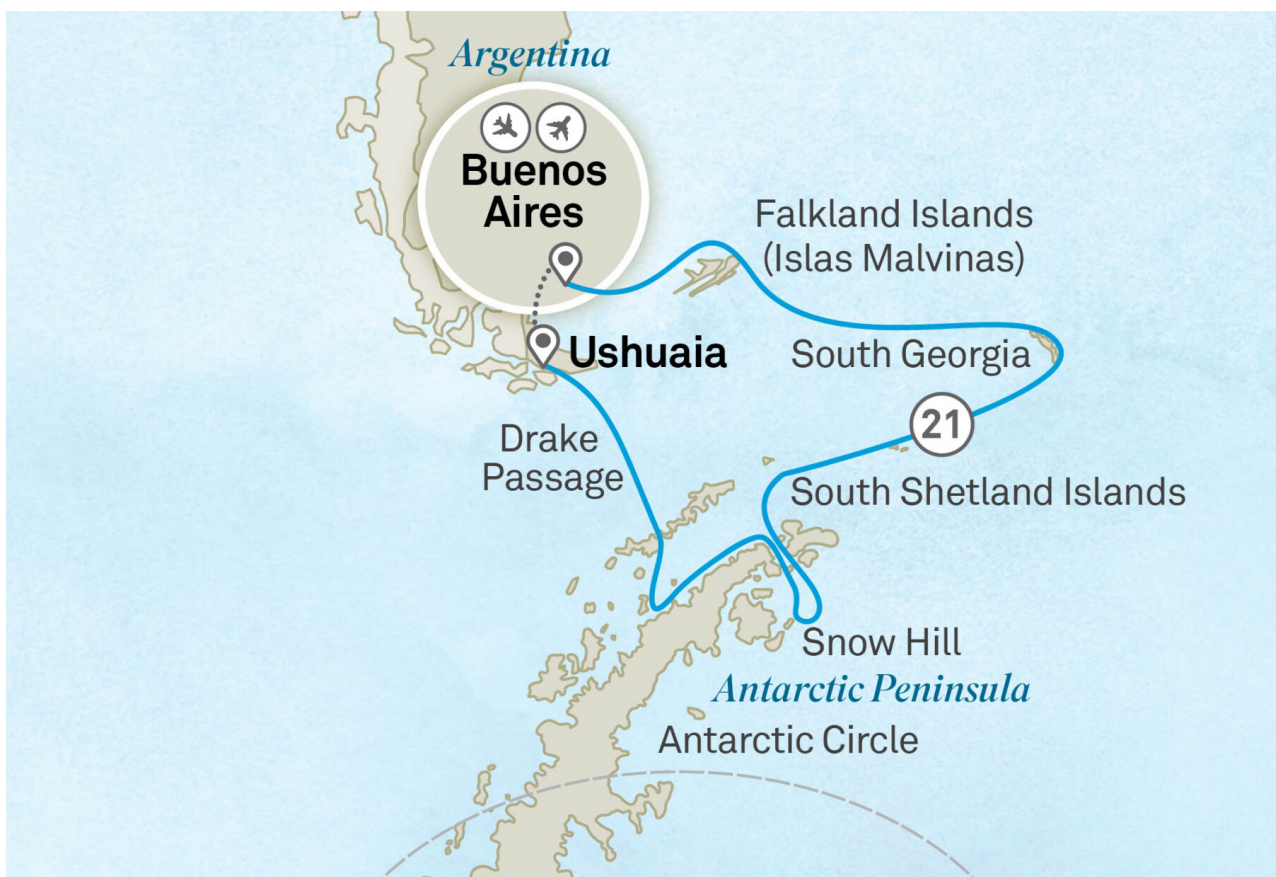 Argentina
Buenos
Aires
Falkland Islands
(Islas Malvinas)
Ushuaia
South Georgia
21
Drake
Passage
South Shetland Islands
Snow Hill
Antarctic Peninsula
Antarctic Circle